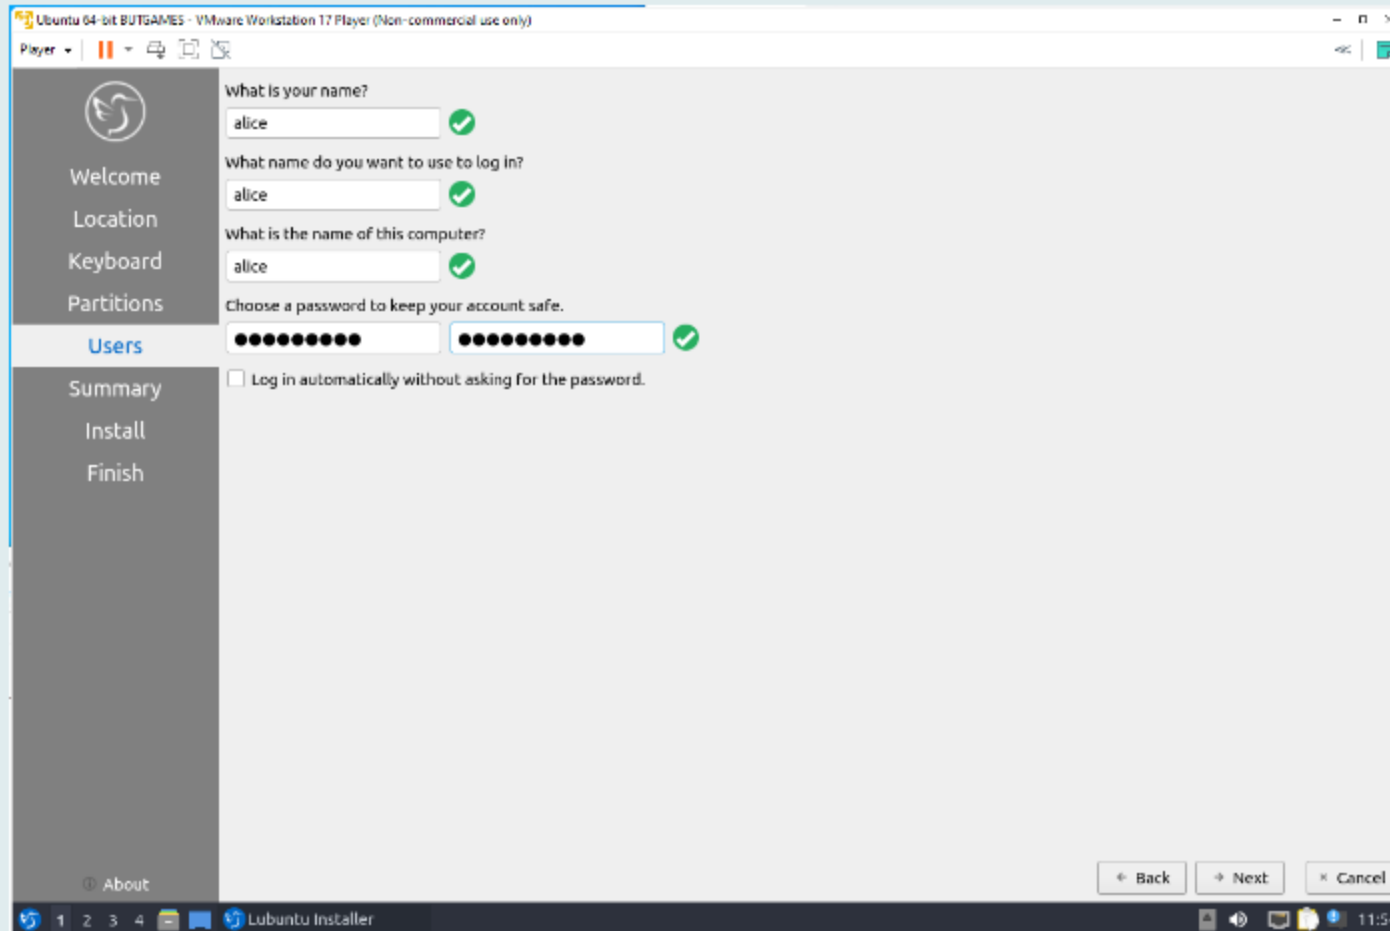 Ubuntu 64-bit BUTGAMES - VMware Workstation 17 Player (Non-commercial use only)
Player
What is your name?
alice
What name do you want to use to log in?
alice
What is the name of this computer?
alice
Choose a password to keep your account safe.
●●●●●●●●● ●●●●●●●●●
Log in automatically without asking for the password.
Welcome
Location
Keyboard
Partitions
Users
Summary
Install
Finish
About
Back Next Cancel
1 2 3 4 Lubuntu Installer